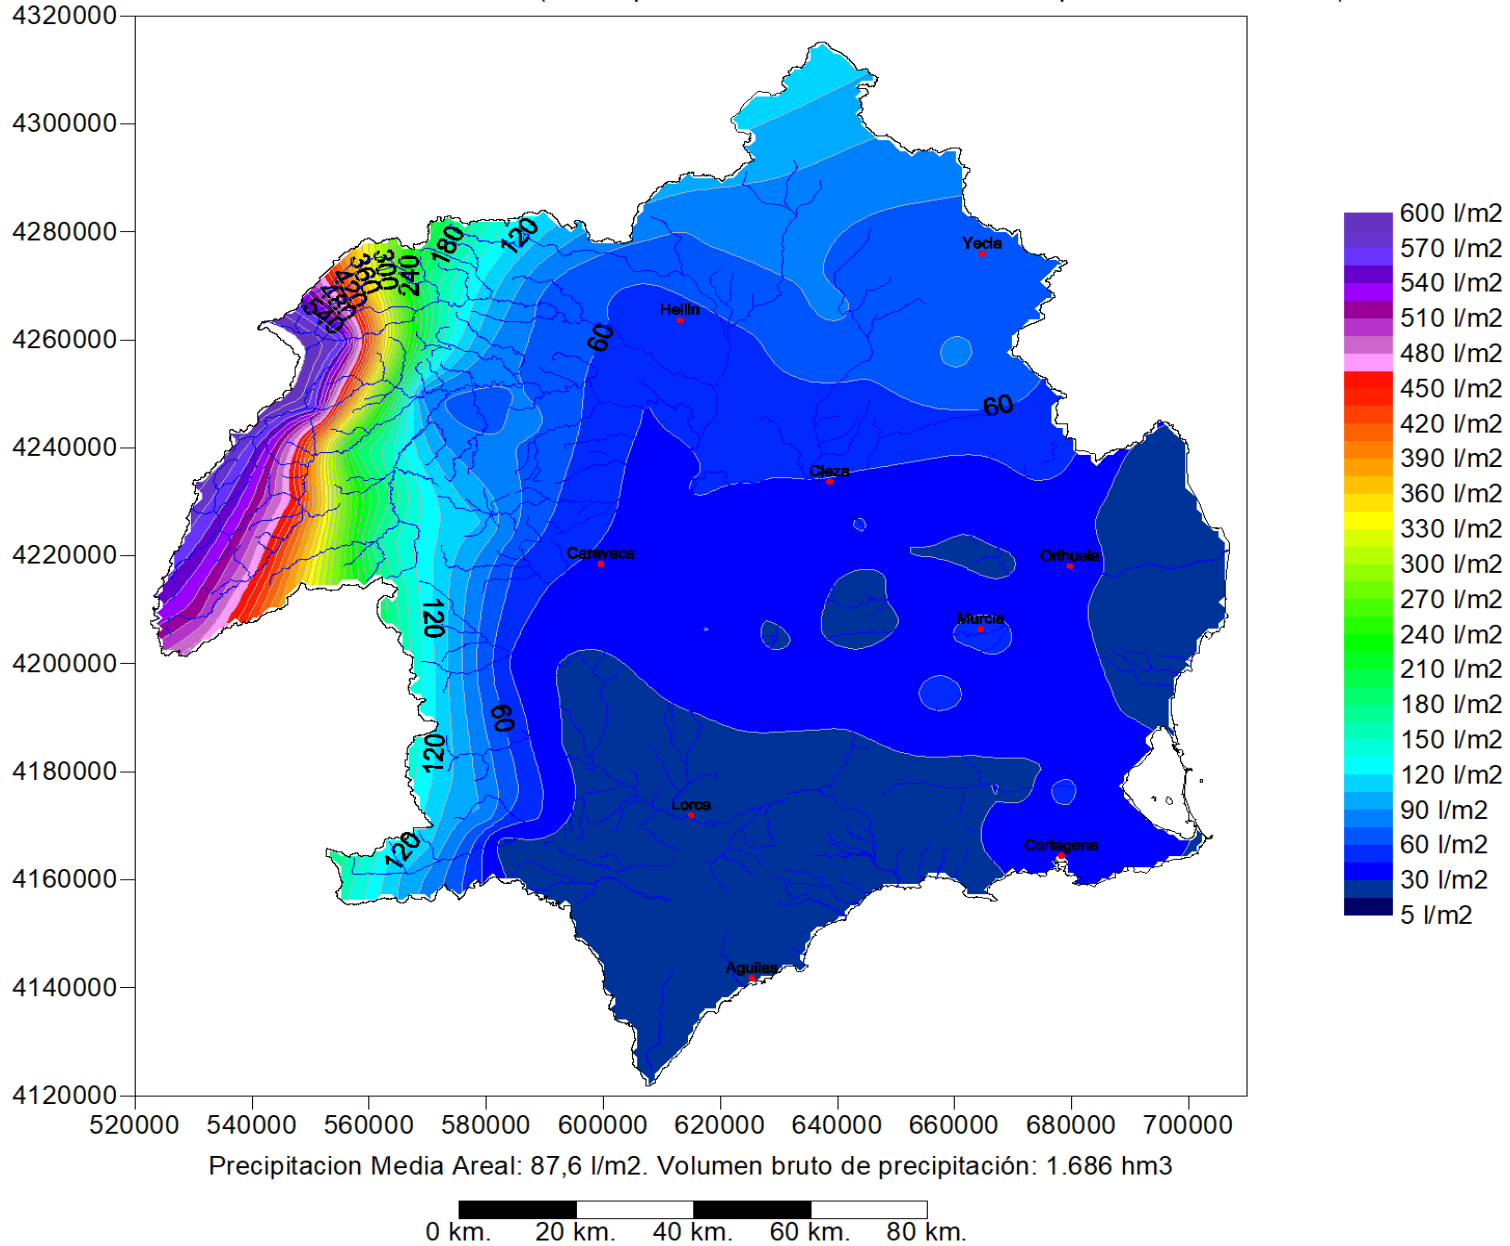 4320000
4300000
4280000
4260000
4240000
4220000
4200000
4180000
4160000
4140000
4120000
520000 540000 560000 580000 600000 620000 640000 660000 680000 700000
540
480
420
360
300
240
180
120
60
60
120
60
121
120
Yecla
Hellin
Cieza
Caravaca
Orihuela
Murcia
Lorca
Cartagena
Aguilas
600 l/m2
570 l/m2
540 l/m2
510 l/m2
480 l/m2
450 l/m2
420 l/m2
390 l/m2
360 l/m2
330 l/m2
300 l/m2
270 l/m2
240 l/m2
210 l/m2
180 l/m2
150 l/m2
120 l/m2
90 l/m2
60 l/m2
30 l/m2
5 l/m2
Precipitacion Media Areal: 87,6 l/m2. Volumen bruto de precipitación: 1.686 hm3
0 km. 20 km. 40 km. 60 km. 80 km.